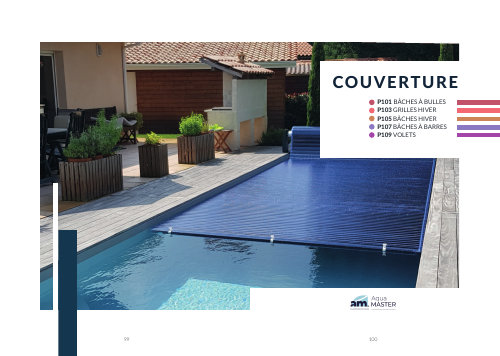 COUVERTURE
P101 BÂCHES À BULLES
P103 GRILLES HIVER
P105 BÂCHES HIVER
P107 BÂCHES À BARRES
P109 VOLETS
am. Aqua
MASTER
99
100